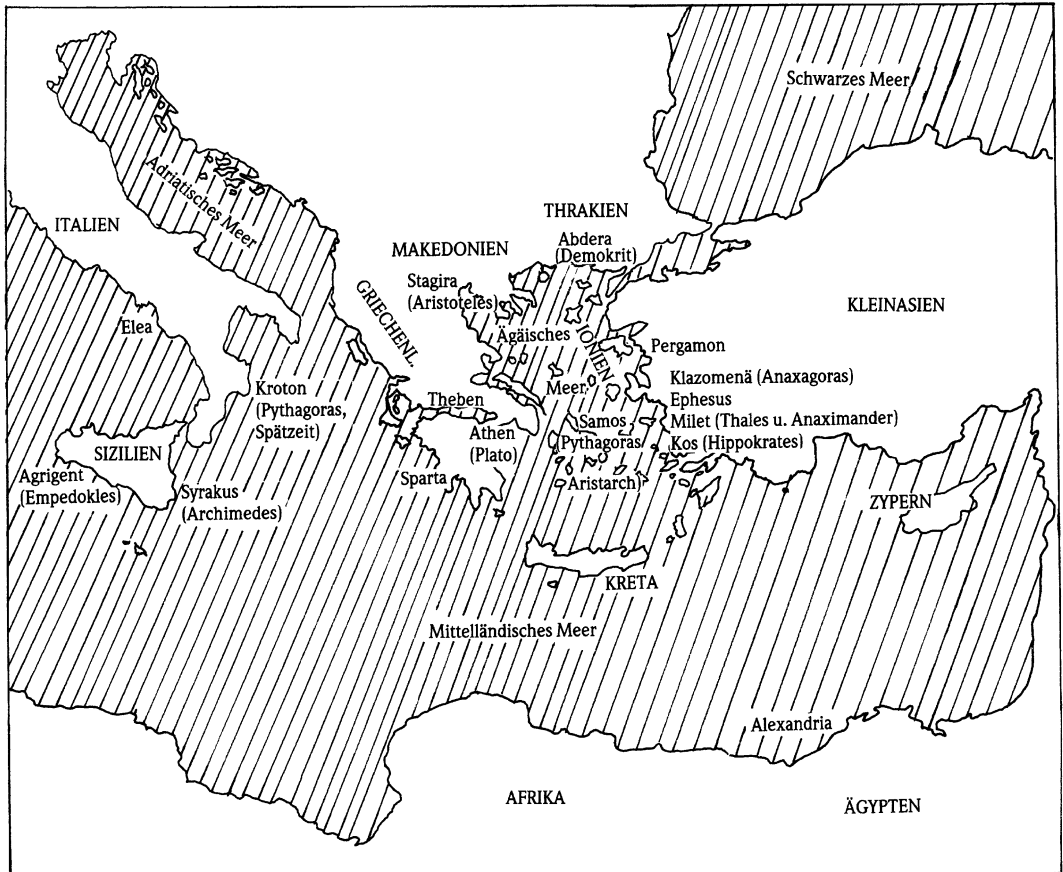 Schwarzes Meer
Adriatisches Meer
ITALIEN
THRAKIEN
MAKEDONIEN
Abdera
(Demokrit)
Stagira
(Aristoteles)
GRIECHENL.
KLEINASIEN
Elea
Ägäisches
Meer
IONIEN
Pergamon
Kroton
(Pythagoras,
Spätzeit)
Theben
Klazomenä (Anaxagoras)
Ephesus
Milet (Thales u. Anaximander)
Kos (Hippokrates)
Samos
(Pythagoras
Aristarch)
Athen
(Plato)
SIZILIEN
Agrigent
(Empedokles)
Syrakus
(Archimedes)
Sparta
ZYPERN
KRETA
Mittelländisches Meer
Alexandria
AFRIKA
ÄGYPTEN